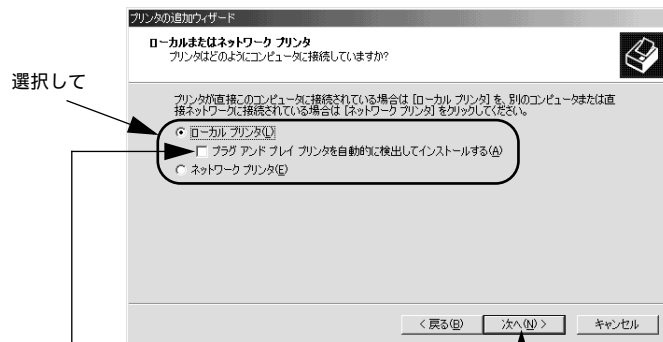 プリンタの追加ウィザード
ローカルまたはネットワーク プリンタ
プリンタはどのようにコンピュータに接続していますか?
選択して
プリンタが直接このコンピュータに接続されている場合は [ローカル プリンタ] を、別のコンピュータまたは直
接ネットワークに接続されている場合は [ネットワーク プリンタ] をクリックしてください。
ローカル プリンタ(L)
プラグ アンド プレイ プリンタを自動的に検出してインストールする(A)
ネットワーク プリンタ(E)
< 戻る(B) 次へ(N) > キャンセル